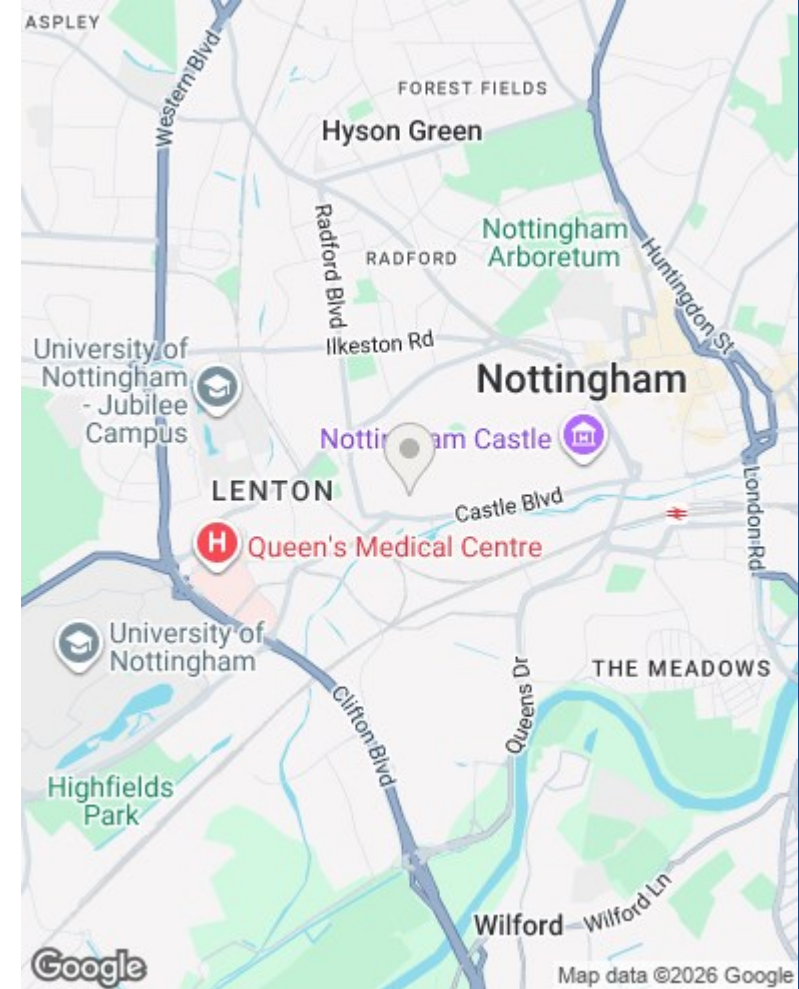 ASPLEY
Western Blvd
FOREST FIELDS
Hyson Green
Radford Blvd
RADFORD
Nottingham
Arboretum
Huntingdon St
Ilkeston Rd
University of
Nottingham
- Jubilee
Campus
Nottingham
Castle
LENTON
Castle Blvd
London Rd
Queen's Medical Centre
University of
Nottingham
THE MEADOWS
Queens Dr
Clifton Blvd
Highfields
Park
Wilford
Wilford Ln
Google
Map data ©2026 Google